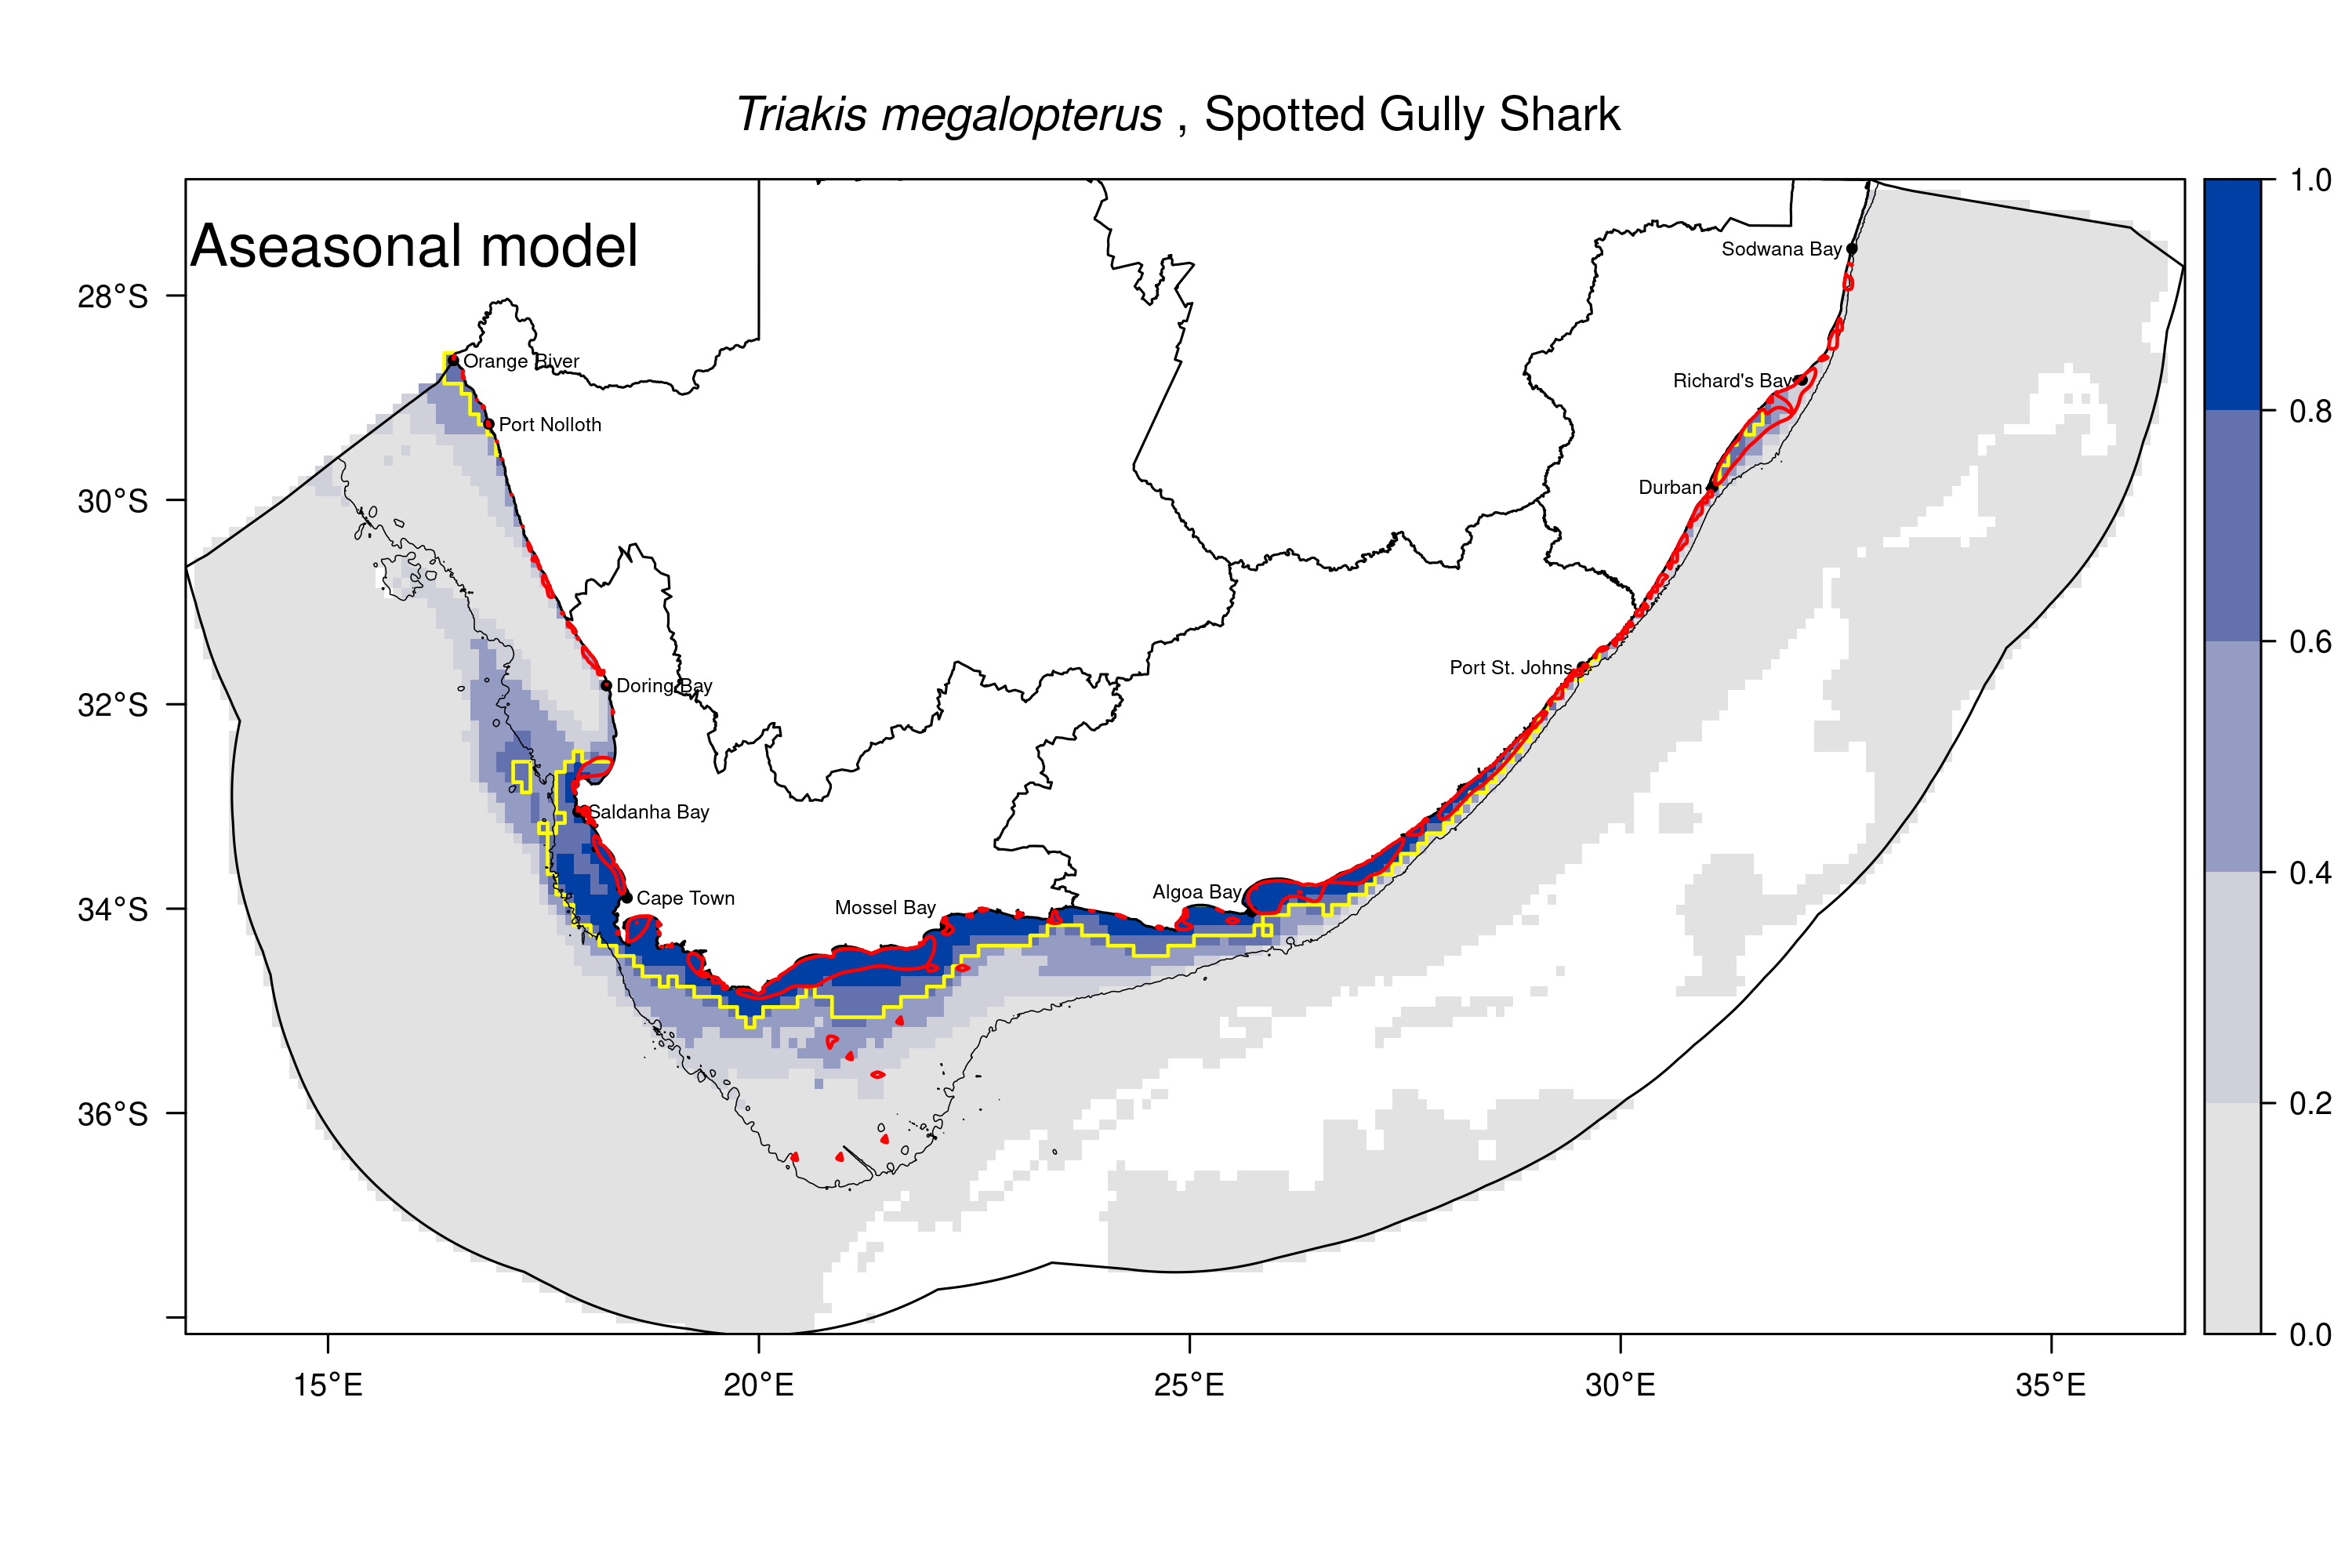 Triakis megalopterus , Spotted Gully Shark
Aseasonal model
1.0
0.8
0.6
0.4
0.2
0.0
28°S
30°S
32°S
34°S
36°S
15°E
20°E
25°E
30°E
35°E
Sodwana Bay
Orange River
Richard's Bay
Port Nolloth
Durban
Port St. Johns
Doring Bay
Saldanha Bay
Cape Town
Mossel Bay
Algoa Bay